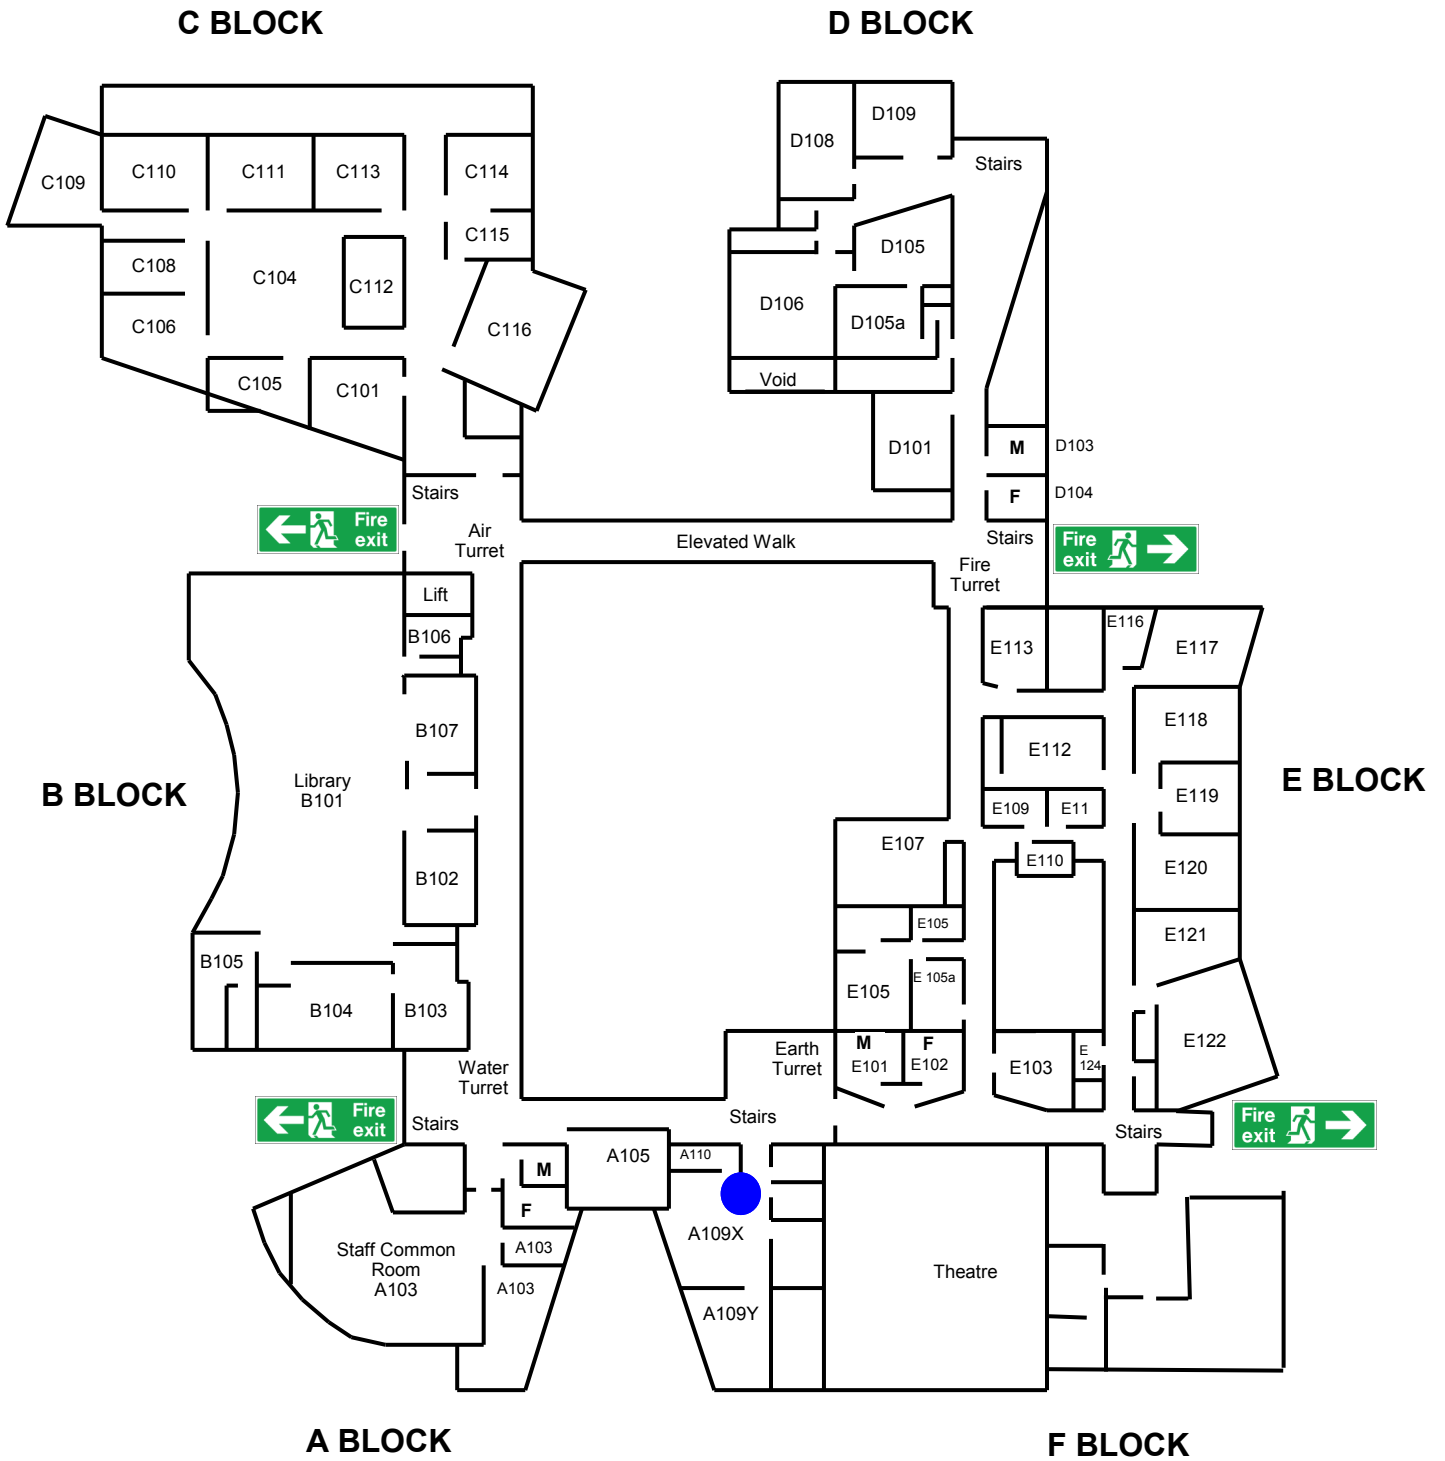 C BLOCK
D BLOCK
D109
D108
Stairs
C109
C110
C111
C113
C114
C115
D105
C108
C104
C112
D106
D105a
C106
C116
Void
C105
C101
D101
M
D103
F
D104
Stairs
Fire
exit
Air
Turret
Elevated Walk
Stairs
Fire
exit
Fire
Turret
Lift
B106
E113
E116
E117
B107
E118
E112
Library
B101
B BLOCK
E BLOCK
E119
E109
E11
E107
E110
E120
B102
E105
E121
B105
E105
E 105a
B104
B103
E122
M
E101
F
E102
Earth
Turret
E103
E
124
Water
Turret
Fire
exit
Stairs
Stairs
Stairs
Fire
exit
A105
A110
M
F
A109X
A103
Staff Common
Room
A103
A103
Theatre
A109Y
A BLOCK
F BLOCK